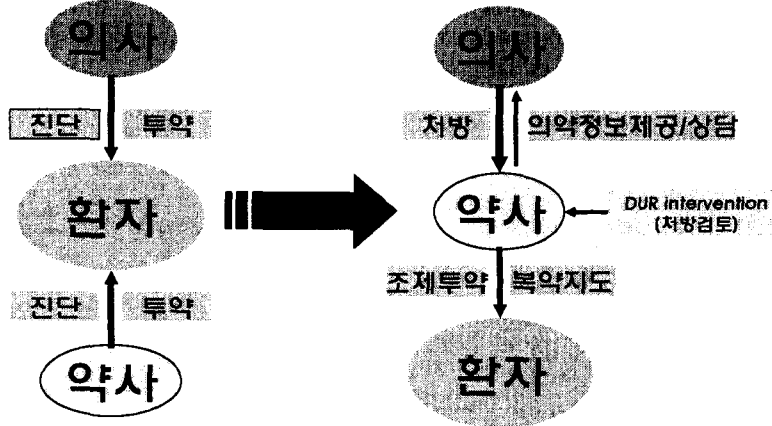 의사
진단 투약
환자
진단 투약
약사
의사
처방 의약정보제공/상담
약사
DUR intervention
(처방검토)
조제투약 복약지도
환자